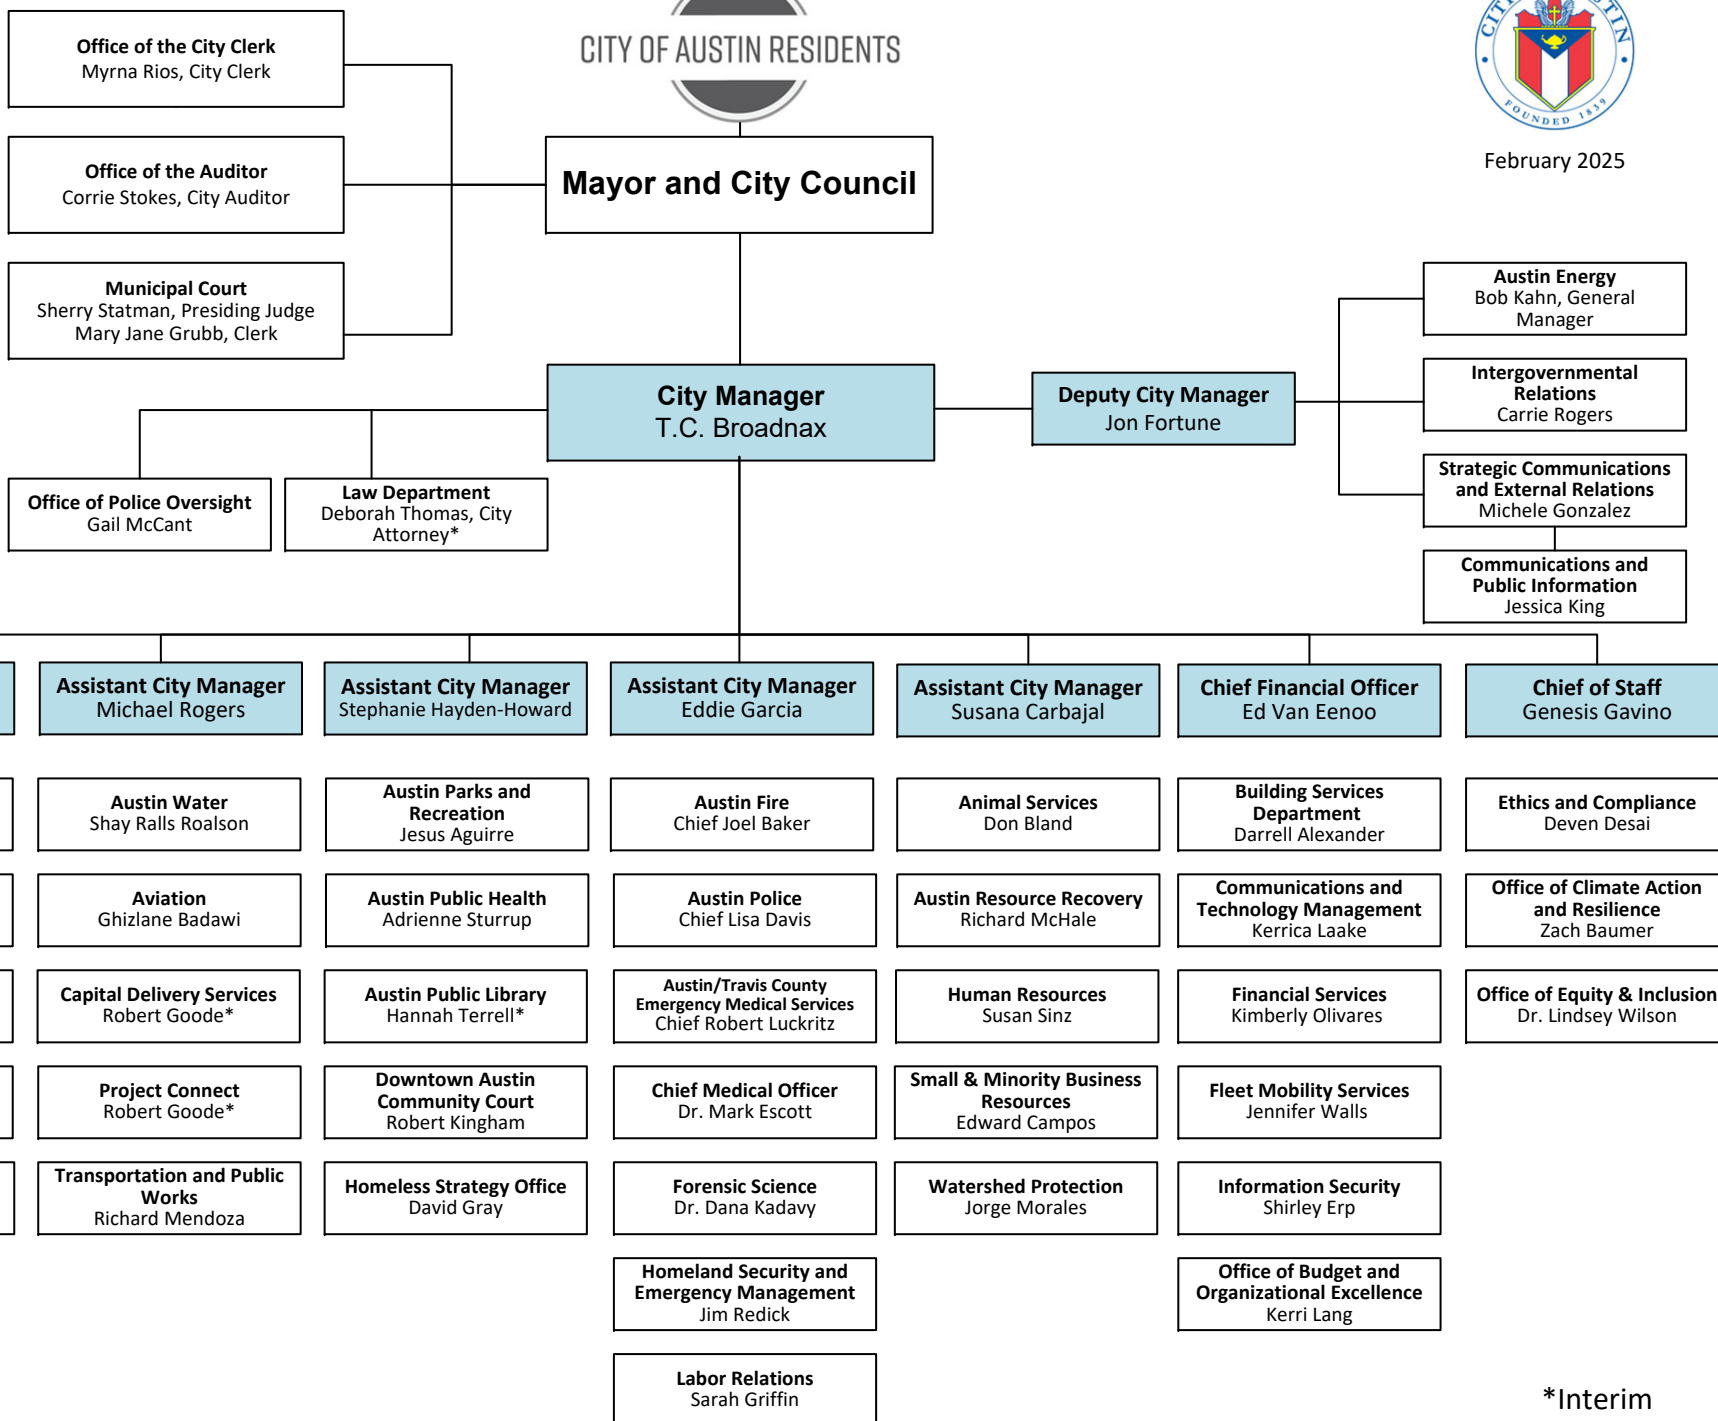 Office of the City Clerk
Myrna Rios, City Clerk
CITY OF AUSTIN RESIDENTS
FOUNDED 1839
February 2025
Office of the Auditor
Corrie Stokes, City Auditor
Mayor and City Council
Municipal Court
Sherry Statman, Presiding Judge
Mary Jane Grubb, Clerk
City Manager
T.C. Broadnax
Deputy City Manager
Jon Fortune
Austin Energy
Bob Kahn, General
Manager
Intergovernmental
Relations
Carrie Rogers
Strategic Communications
and External Relations
Michele Gonzalez
Communications and
Public Information
Jessica King
Office of Police Oversight
Gail McCant
Law Department
Deborah Thomas, City
Attorney*
Assistant City Manager
Michael Rogers
Austin Water
Shay Ralls Roalson
Aviation
Ghizlane Badawi
Capital Delivery Services
Robert Goode*
Project Connect
Robert Goode*
Transportation and Public
Works
Richard Mendoza
Assistant City Manager
Stephanie Hayden-Howard
Austin Parks and
Recreation
Jesus Aguirre
Austin Public Health
Adrienne Sturrup
Austin Public Library
Hannah Terrell*
Downtown Austin
Community Court
Robert Kingham
Homeless Strategy Office
David Gray
Assistant City Manager
Eddie Garcia
Austin Fire
Chief Joel Baker
Austin Police
Chief Lisa Davis
Austin/Travis County
Emergency Medical Services
Chief Robert Luckritz
Chief Medical Officer
Dr. Mark Escott
Forensic Science
Dr. Dana Kadavy
Homeland Security and
Emergency Management
Jim Redick
Labor Relations
Sarah Griffin
Assistant City Manager
Susana Carbajal
Animal Services
Don Bland
Austin Resource Recovery
Richard McHale
Human Resources
Susan Sinz
Small & Minority Business
Resources
Edward Campos
Watershed Protection
Jorge Morales
Chief Financial Officer
Ed Van Eenoo
Building Services
Department
Darrell Alexander
Communications and
Technology Management
Kerrica Laake
Financial Services
Kimberly Olivares
Fleet Mobility Services
Jennifer Walls
Information Security
Shirley Erp
Office of Budget and
Organizational Excellence
Kerri Lang
Chief of Staff
Genesis Gavino
Ethics and Compliance
Deven Desai
Office of Climate Action
and Resilience
Zach Baumer
Office of Equity & Inclusion
Dr. Lindsey Wilson
*Interim